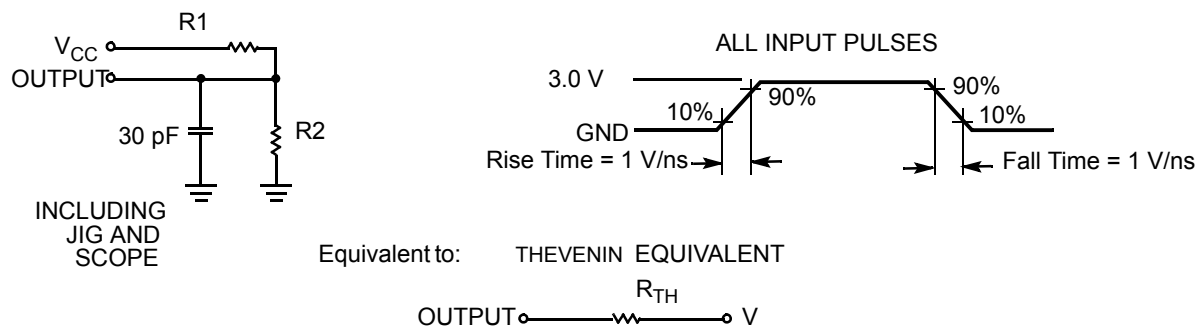 R1
VCC
OUTPUT
30 pF
R2
INCLUDING
JIG AND
SCOPE
ALL INPUT PULSES
3.0 V
GND
10%
90%
90%
10%
Rise Time = 1 V/ns
Fall Time = 1 V/ns
Equivalent to: THEVENIN EQUIVALENT
RTH
OUTPUT
V